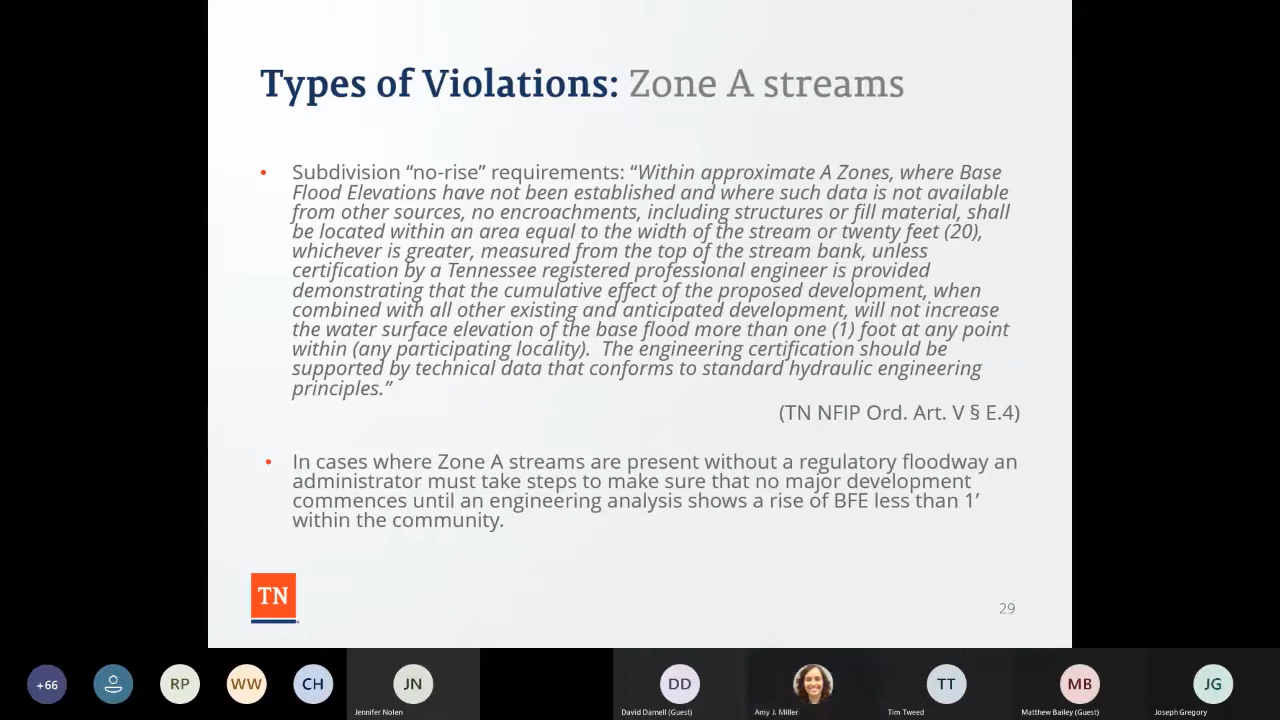 Types of Violations: Zone A streams
• Subdivision “no-rise” requirements: “Within approximate A Zones, where Base
Flood Elevations have not been established and where such data is not available
from other sources, no encroachments, including structures or fill material, shall
be located within an area equal to the width of the stream or twenty feet (20),
whichever is greater, measured from the top of the stream bank, unless
certification by a Tennessee registered professional engineer is provided
demonstrating that the cumulative effect of the proposed development, when
combined with all other existing and anticipated development, will not increase
the water surface elevation of the base flood more than one (1) foot at any point
within (any participating locality). The engineering certification should be
supported by technical data that conforms to standard hydraulic engineering
principles.”
(TN NFIP Ord. Art. V § E.4)
• In cases where Zone A streams are present without a regulatory floodway an
administrator must take steps to make sure that no major development
commences until an engineering analysis shows a rise of BFE less than 1’
within the community.
TN
29
+66 RP WW CH JN DD TT MB JG
Jennifer Nolen David Darnell (Guest) Amy J. Miller Tim Tweed Matthew Bailey (Guest) Joseph Gregory